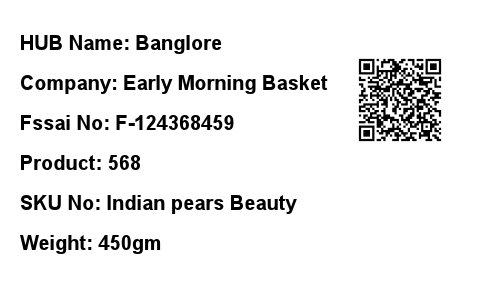 HUB Name: Banglore
Company: Early Morning Basket
Fssai No: F-124368459
Product: 568
SKU No: Indian pears Beauty
Weight: 450gm